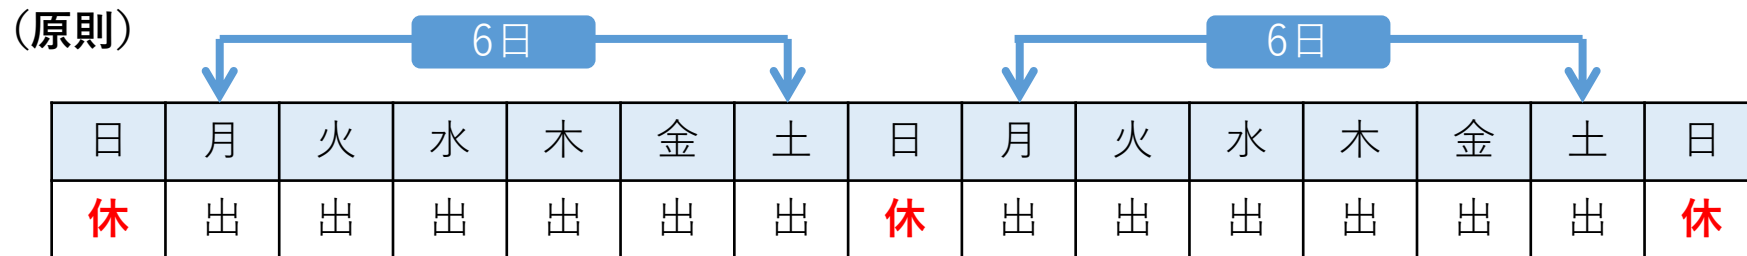 （原則）
6日 6日
日 月 火 水 木 金 土 日 月 火 水 木 金 土 日
休 出 出 出 出 出 出 休 出 出 出 出 出 出 休